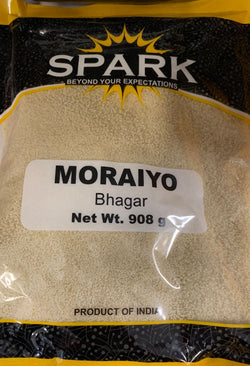 SPARK
BEYOND YOUR EXPECTATIONS
MORAIYO
Bhagar
Net Wt. 908 g
PRODUCT OF INDIA